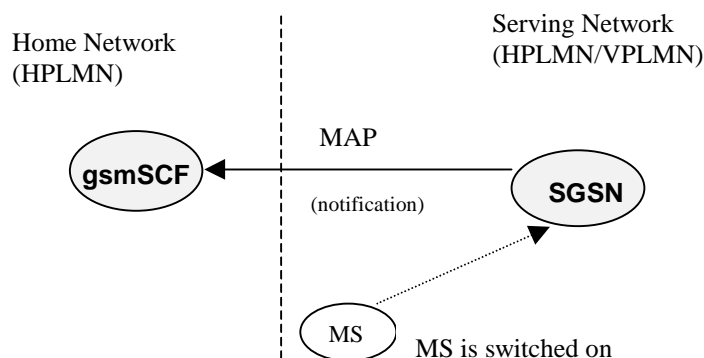 Home Network
(HPLMN)
Serving Network
(HPLMN/VPLMN)
MAP
gsmSCF
SGSN
(notification)
MS
MS is switched on